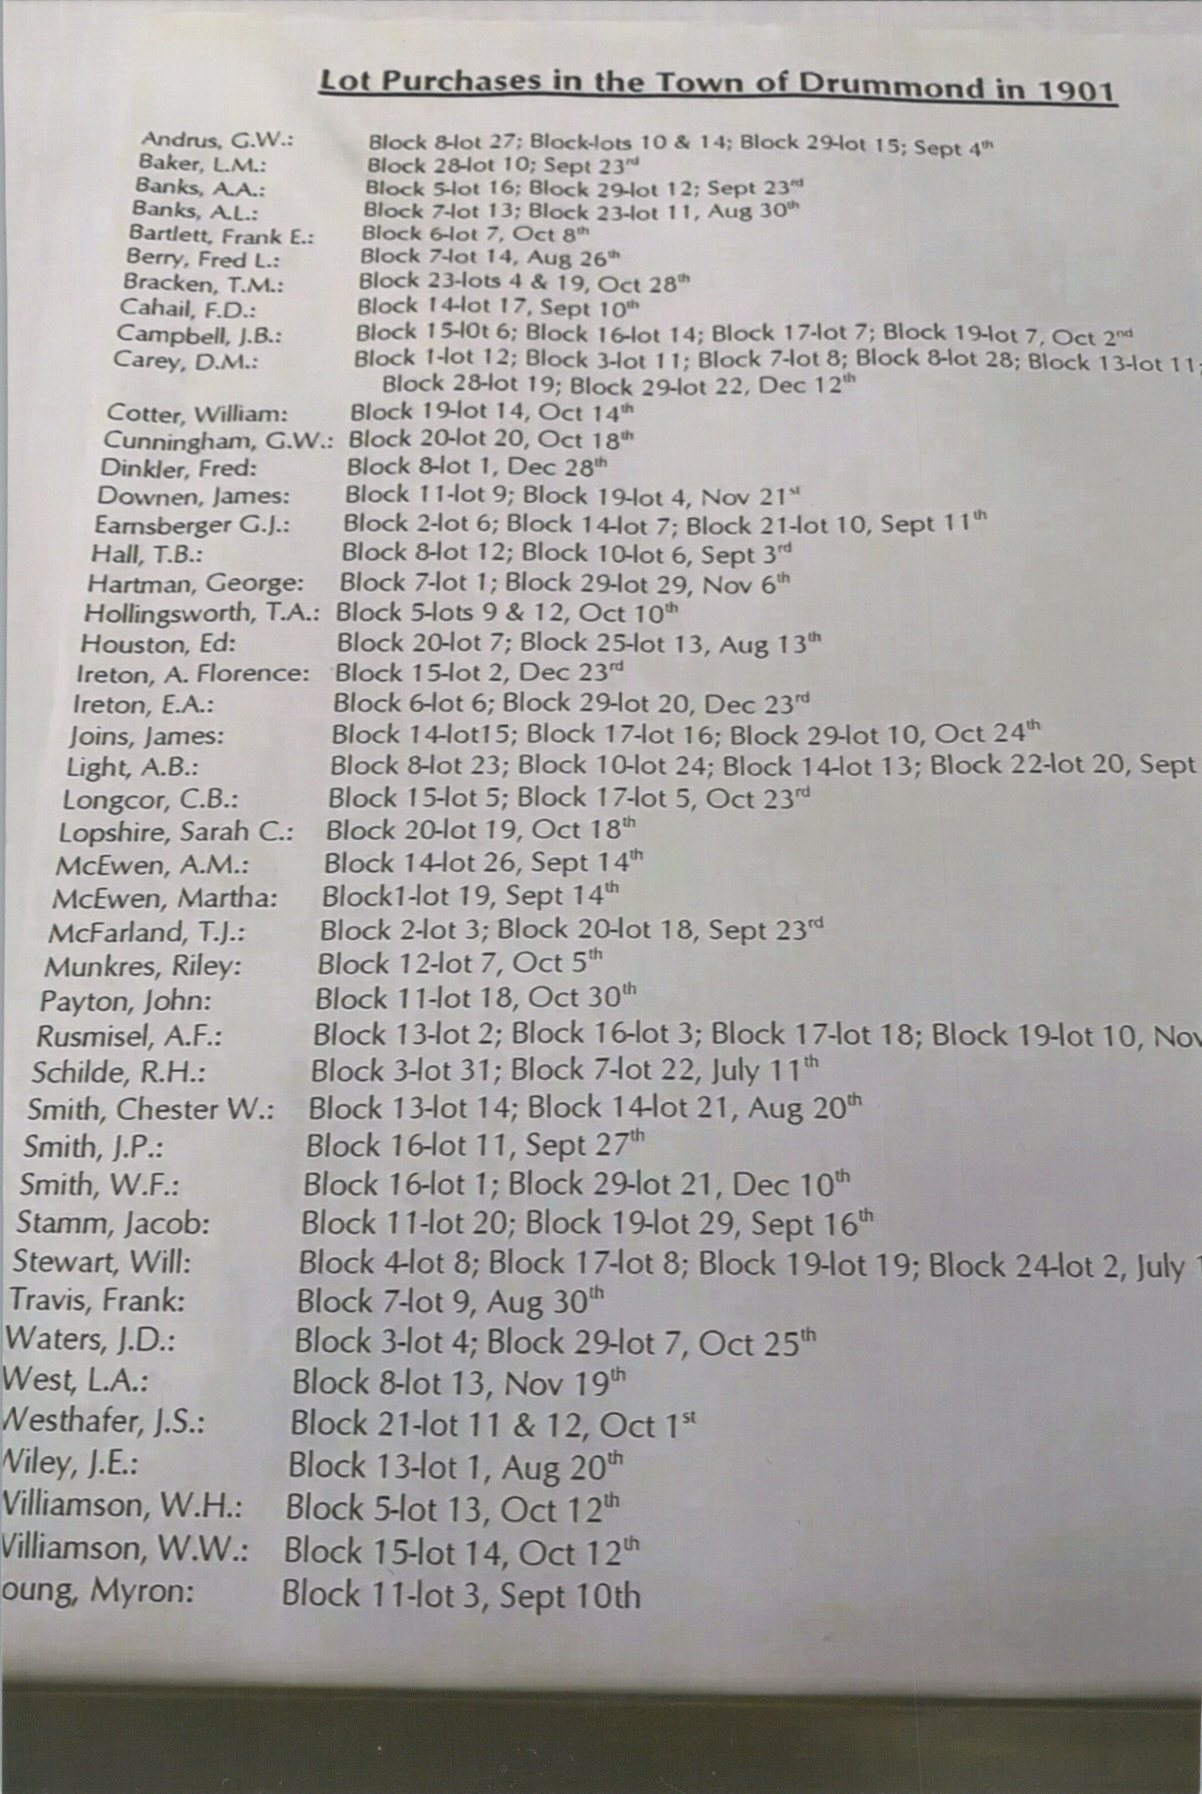 Lot Purchases in the Town of Drummond in 1901
Andrus, G.W.: Block 8-lot 27; Block-lots 10 & 14; Block 29-lot 15; Sept 4th
Baker, L.M.: Block 28-lot 10; Sept 23rd
Banks, A.A.: Block 5-lot 16; Block 29-lot 12; Sept 23rd
Banks, A.L.: Block 7-lot 13; Block 23-lot 11, Aug 30th
Bartlett, Frank E.: Block 6-lot 7, Oct 8th
Berry, Fred L.: Block 7-lot 14, Aug 26th
Bracken, T.M.: Block 23-lots 4 & 19, Oct 28th
Cahail, F.D.: Block 14-lot 17, Sept 10th
Campbell, J.B.: Block 15-l0t 6; Block 16-lot 14; Block 17-lot 7; Block 19-lot 7, Oct 2nd
Carey, D.M.: Block 1-lot 12; Block 3-lot 11; Block 7-lot 8; Block 8-lot 28; Block 13-lot 11;
Block 28-lot 19; Block 29-lot 22, Dec 12th
Cotter, William: Block 19-lot 14, Oct 14th
Cunningham, G.W.: Block 20-lot 20, Oct 18th
Dinkler, Fred: Block 8-lot 1, Dec 28th
Downen, James: Block 11-lot 9; Block 19-lot 4, Nov 21st
Earnsberger G.J.: Block 2-lot 6; Block 14-lot 7; Block 21-lot 10, Sept 11th
Hall, T.B.: Block 8-lot 12; Block 10-lot 6, Sept 3rd
Hartman, George: Block 7-lot 1; Block 29-lot 29, Nov 6th
Hollingsworth, T.A.: Block 5-lots 9 & 12, Oct 10th
Houston, Ed: Block 20-lot 7; Block 25-lot 13, Aug 13th
Ireton, A. Florence: Block 15-lot 2, Dec 23rd
Ireton, E.A.: Block 6-lot 6; Block 29-lot 20, Dec 23rd
Joins, James: Block 14-lot15; Block 17-lot 16; Block 29-lot 10, Oct 24th
Light, A.B.: Block 8-lot 23; Block 10-lot 24; Block 14-lot 13; Block 22-lot 20, Sept
Longcor, C.B.: Block 15-lot 5; Block 17-lot 5, Oct 23rd
Lopshire, Sarah C.: Block 20-lot 19, Oct 18th
McEwen, A.M.: Block 14-lot 26, Sept 14th
McEwen, Martha: Block1-lot 19, Sept 14th
McFarland, T.J.: Block 2-lot 3; Block 20-lot 18, Sept 23rd
Munkres, Riley: Block 12-lot 7, Oct 5th
Payton, John: Block 11-lot 18, Oct 30th
Rusmisel, A.F.: Block 13-lot 2; Block 16-lot 3; Block 17-lot 18; Block 19-lot 10, Nov
Schilde, R.H.: Block 3-lot 31; Block 7-lot 22, July 11th
Smith, Chester W.: Block 13-lot 14; Block 14-lot 21, Aug 20th
Smith, J.P.: Block 16-lot 11, Sept 27th
Smith, W.F.: Block 16-lot 1; Block 29-lot 21, Dec 10th
Stamm, Jacob: Block 11-lot 20; Block 19-lot 29, Sept 16th
Stewart, Will: Block 4-lot 8; Block 17-lot 8; Block 19-lot 19; Block 24-lot 2, July
Travis, Frank: Block 7-lot 9, Aug 30th
Waters, J.D.: Block 3-lot 4; Block 29-lot 7, Oct 25th
West, L.A.: Block 8-lot 13, Nov 19th
Westhafer, J.S.: Block 21-lot 11 & 12, Oct 1st
Wiley, J.E.: Block 13-lot 1, Aug 20th
Williamson, W.H.: Block 5-lot 13, Oct 12th
Williamson, W.W.: Block 15-lot 14, Oct 12th
oung, Myron: Block 11-lot 3, Sept 10th